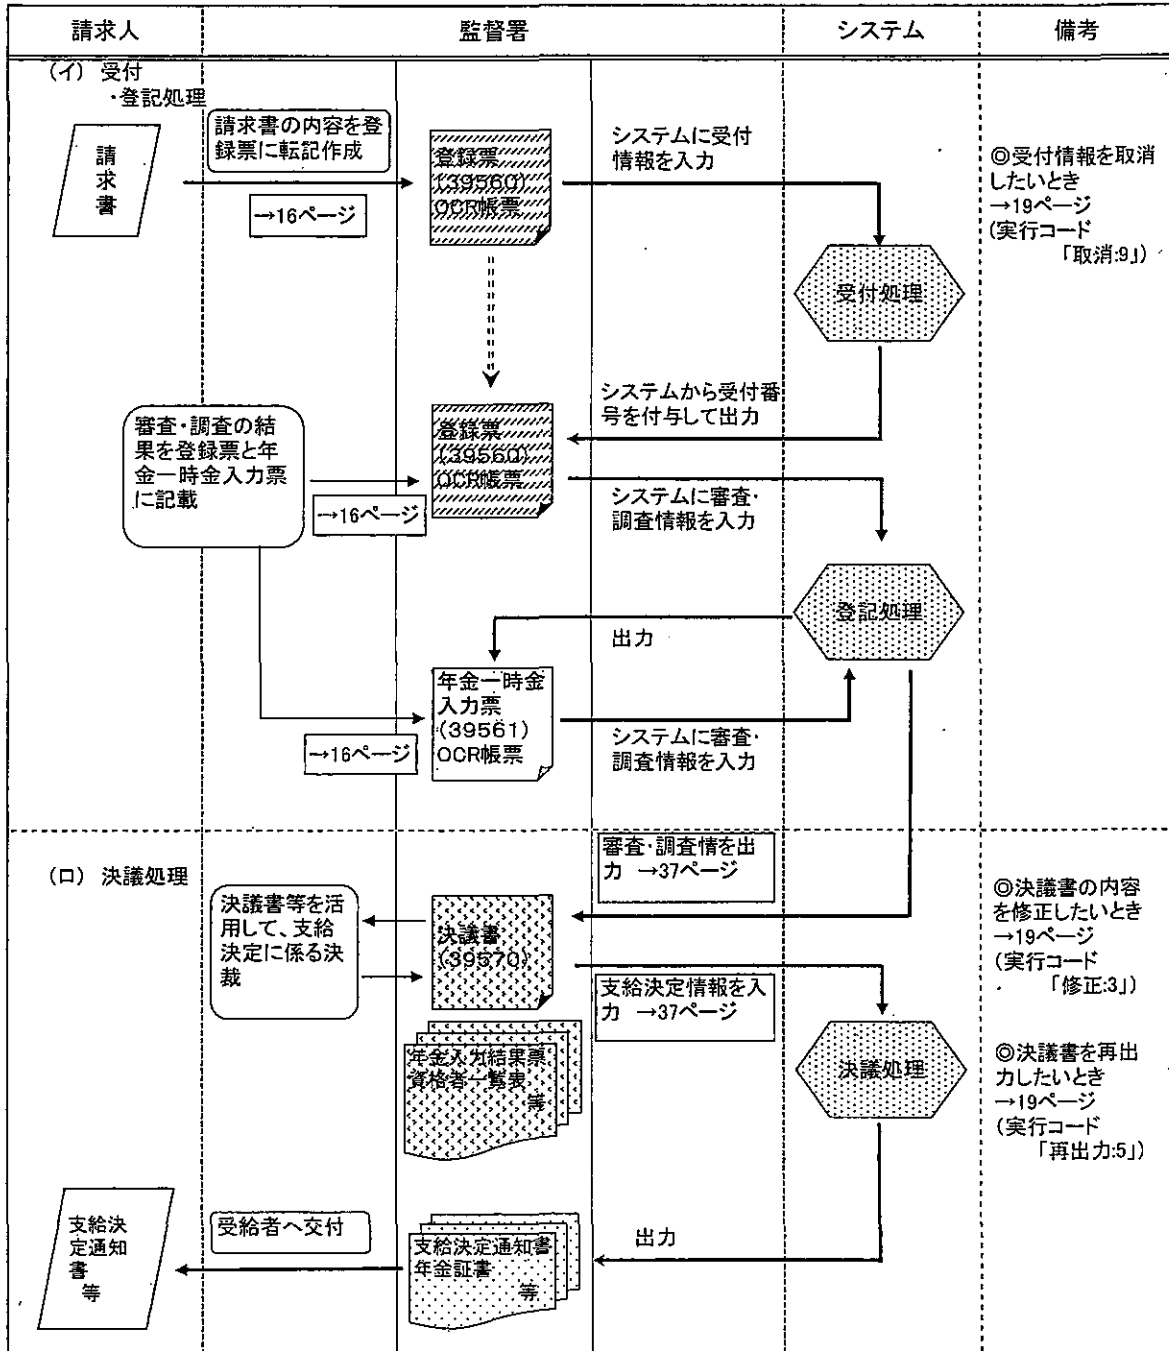 請求人
監督署
システム
備考
(イ) 受付
・登記処理
請求書
請求書の内容を登
録票に転記作成
→16ページ
登録票
(39560)
OCR帳票
システムに受付
情報を入力
受付処理
◎受付情報を取消
したいとき
→19ページ
(実行コード
「取消:9」)
システムから受付番
号を付与して出力
審査・調査の結
果を登録票と年
金一時金入力票
に記載
→16ページ
登録票
(39560)
OCR帳票
システムに審査・
調査情報を入力
登記処理
出力
年金一時金
入力票
(39561)
OCR帳票
→16ページ
システムに審査・
調査情報を入力
審査・調査情を出
力 →37ページ
(ロ) 決議処理
決議書等を活
用して、支給
決定に係る決
裁
決議書
(39570)
支給決定情報を入
力 →37ページ
決議処理
◎決議書の内容
を修正したいとき
→19ページ
(実行コード
「修正:3」)
◎決議書を再出
力したいとき
→19ページ
(実行コード
「再出力:5」)
年金入力結果票
資格者一覧表
等
支給決
定通知
書
等
受給者へ交付
支給決定通知書
年金証書
等
出力